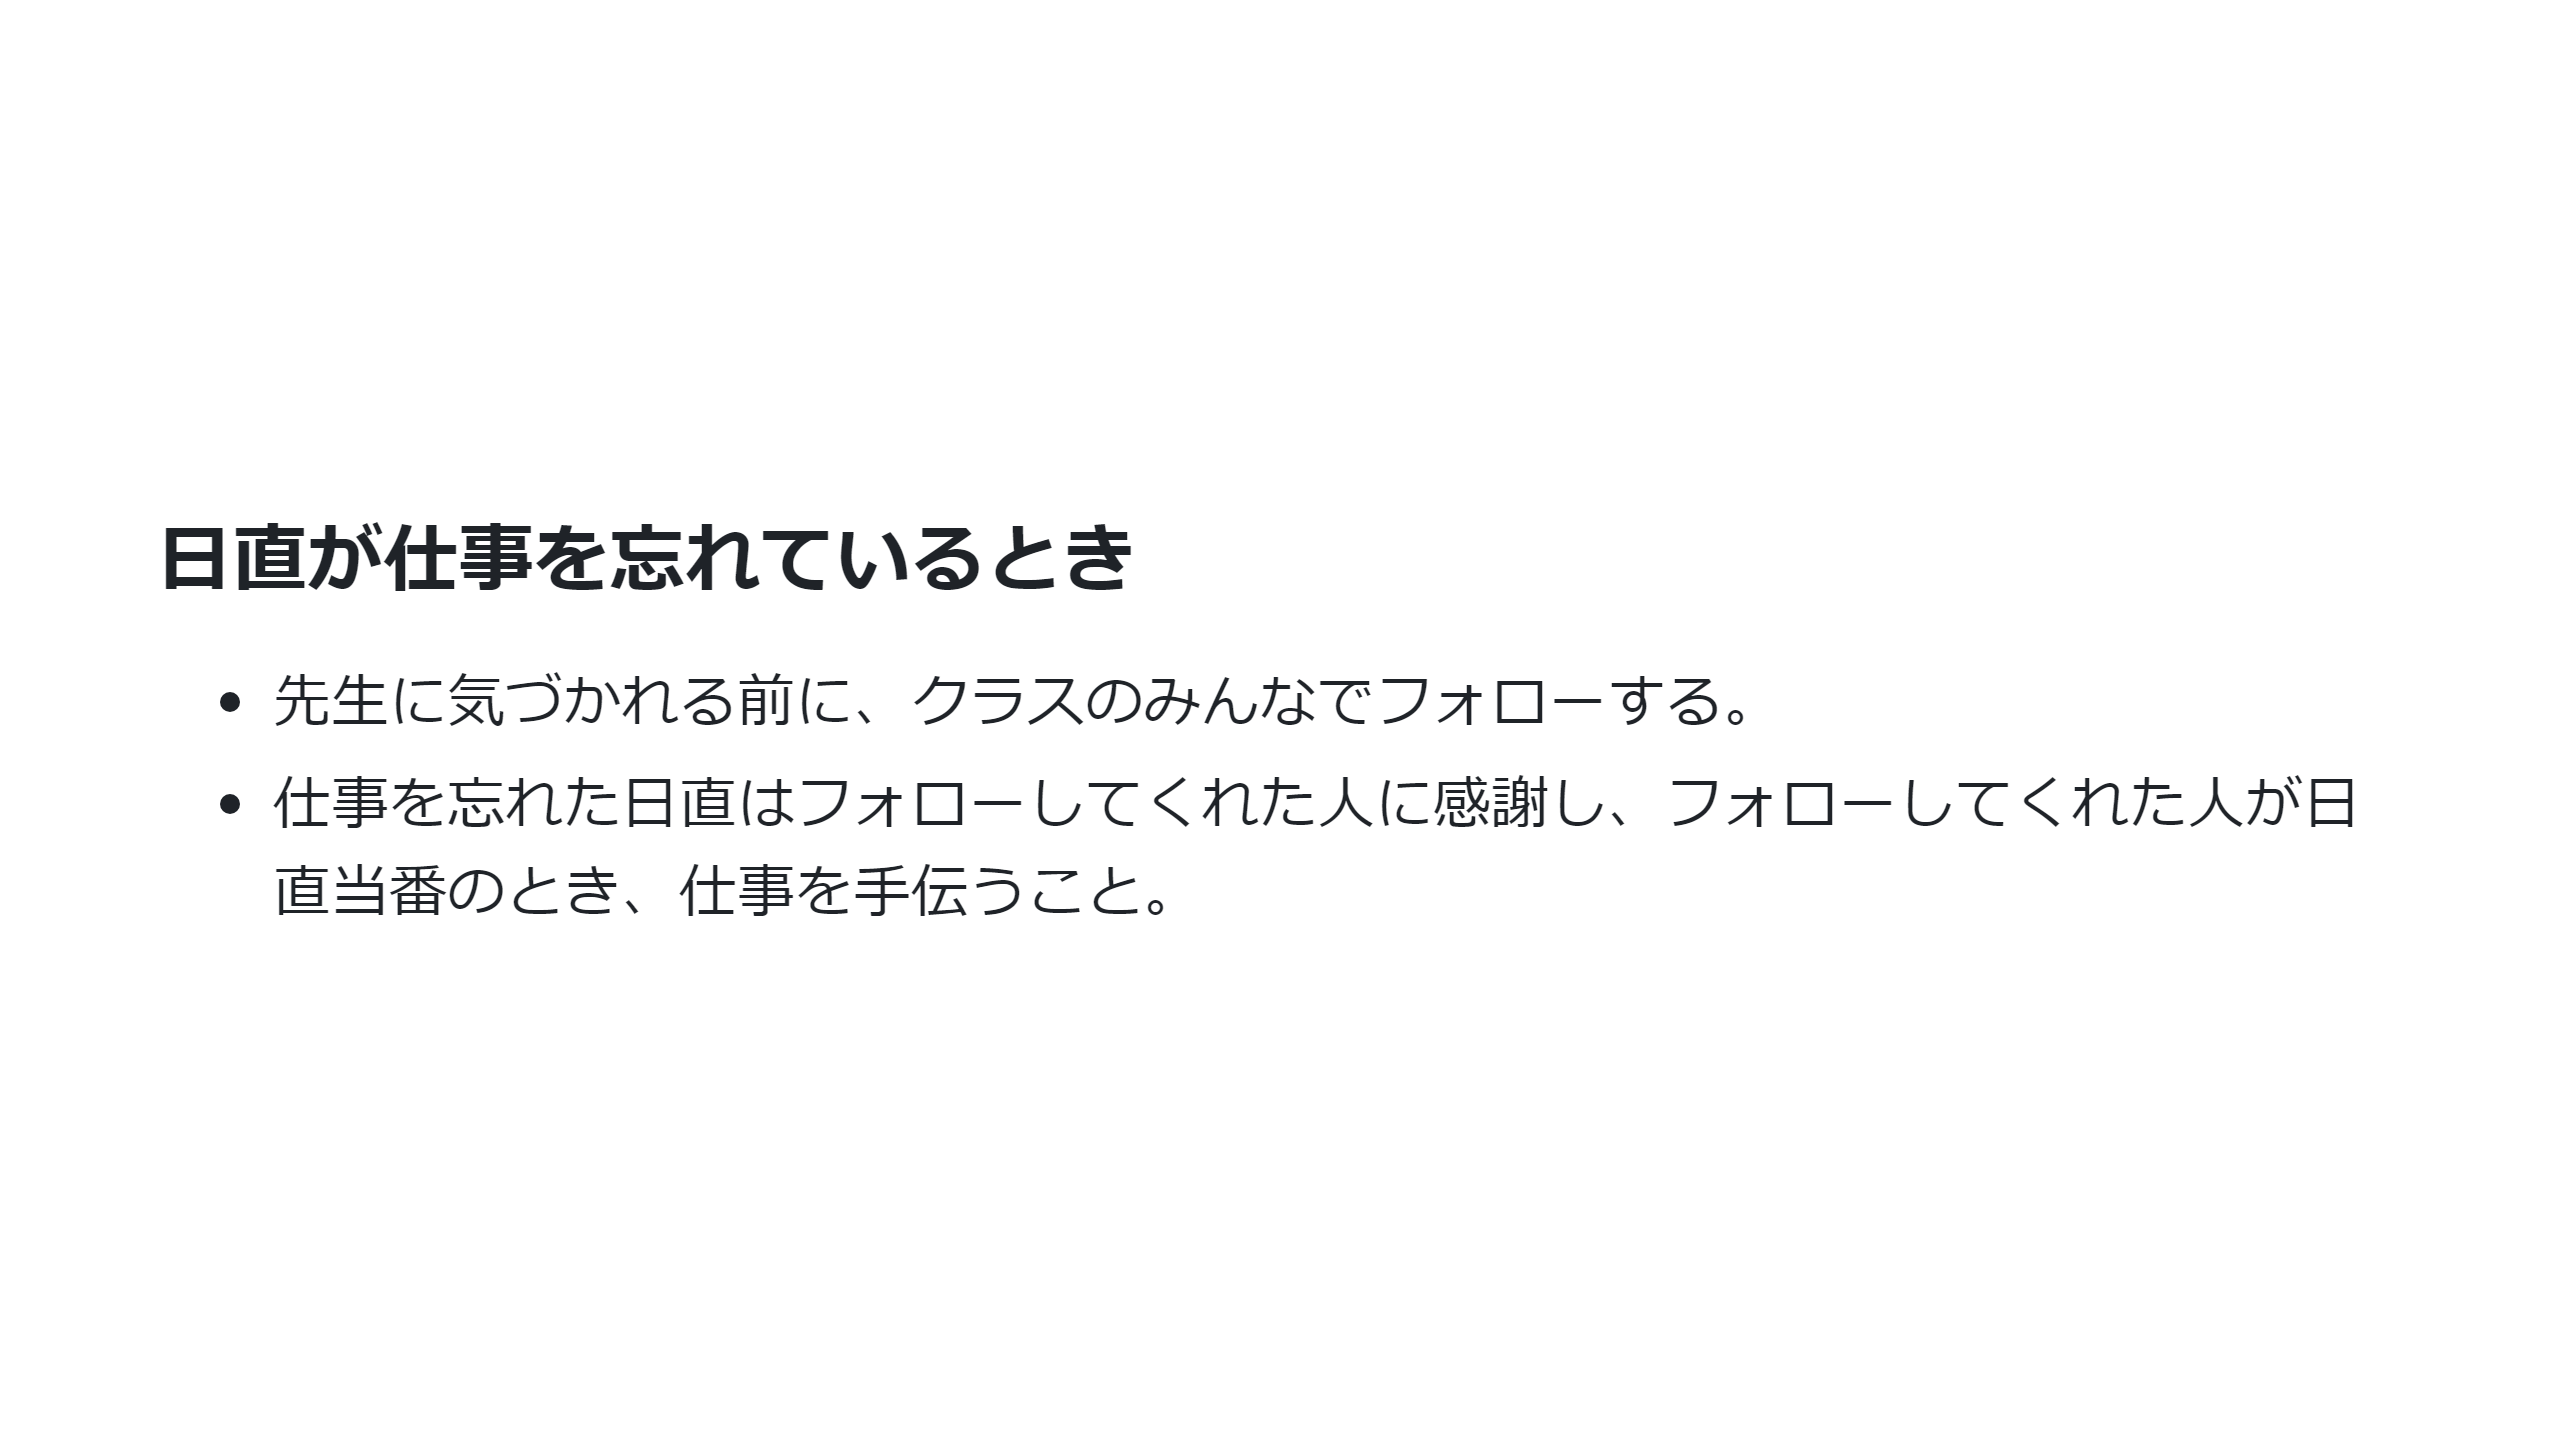 日直が仕事を忘れているとき
• 先生に気づかれる前に、クラスのみんなでフォローする。
• 仕事を忘れた日直はフォローしてくれた人に感謝し、フォローしてくれた人が日
直当番のとき、仕事を手伝うこと。